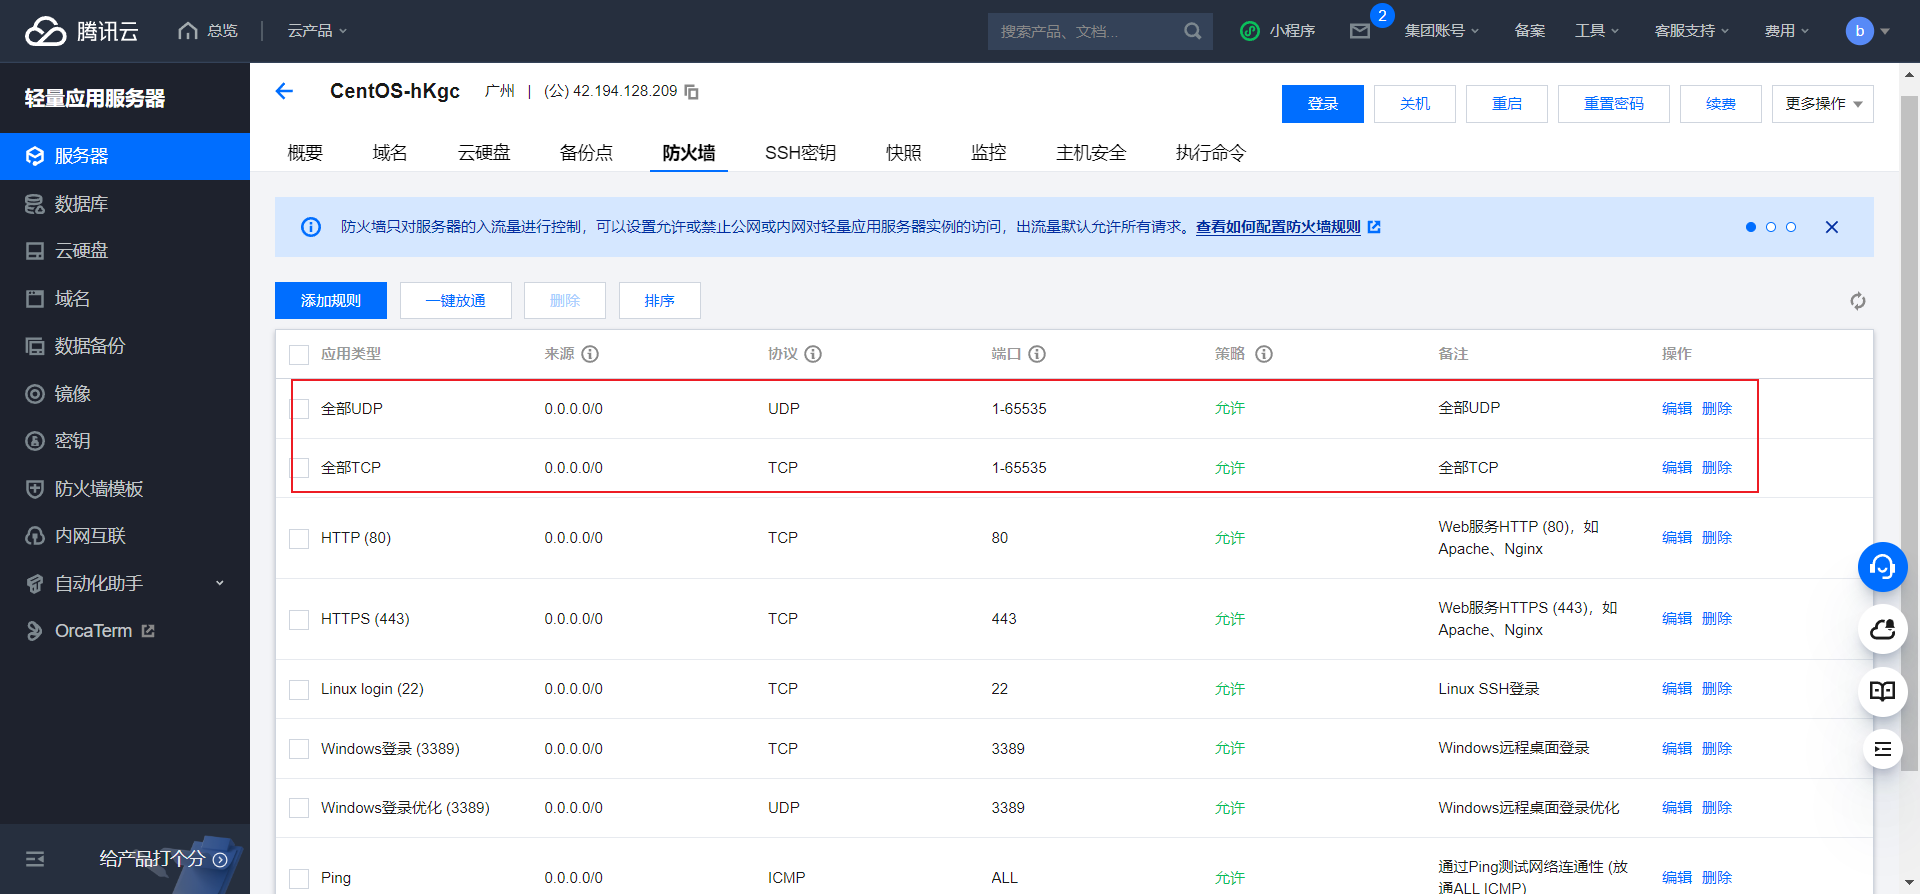 腾讯云
总览
云产品
搜索产品、文档...
小程序
2
集团账号
备案
工具
客服支持
费用
b
轻量应用服务器
服务器
数据库
云硬盘
域名
数据备份
镜像
密钥
防火墙模板
内网互联
自动化助手
OrcaTerm
给产品打个分
CentOS-hKgc
广州 | (公) 42.194.128.209
登录
关机
重启
重置密码
续费
更多操作
概要
域名
云硬盘
备份点
防火墙
SSH密钥
快照
监控
主机安全
执行命令
防火墙只对服务器的入流量进行控制，可以设置允许或禁止公网或内网对轻量应用服务器实例的访问，出流量默认允许所有请求。查看如何配置防火墙规则
添加规则
一键放通
删除
排序
应用类型 来源 协议 端口 策略 备注 操作
全部UDP 0.0.0.0/0 UDP 1-65535 允许 全部UDP 编辑 删除
全部TCP 0.0.0.0/0 TCP 1-65535 允许 全部TCP 编辑 删除
HTTP (80) 0.0.0.0/0 TCP 80 允许 Web服务HTTP (80)，如
Apache、Nginx 编辑 删除
HTTPS (443) 0.0.0.0/0 TCP 443 允许 Web服务HTTPS (443)，如
Apache、Nginx 编辑 删除
Linux login (22) 0.0.0.0/0 TCP 22 允许 Linux SSH登录 编辑 删除
Windows登录 (3389) 0.0.0.0/0 TCP 3389 允许 Windows远程桌面登录 编辑 删除
Windows登录优化 (3389) 0.0.0.0/0 UDP 3389 允许 Windows远程桌面登录优化 编辑 删除
Ping 0.0.0.0/0 ICMP ALL 允许 通过Ping测试网络连通性 (放
通ALL ICMP) 编辑 删除